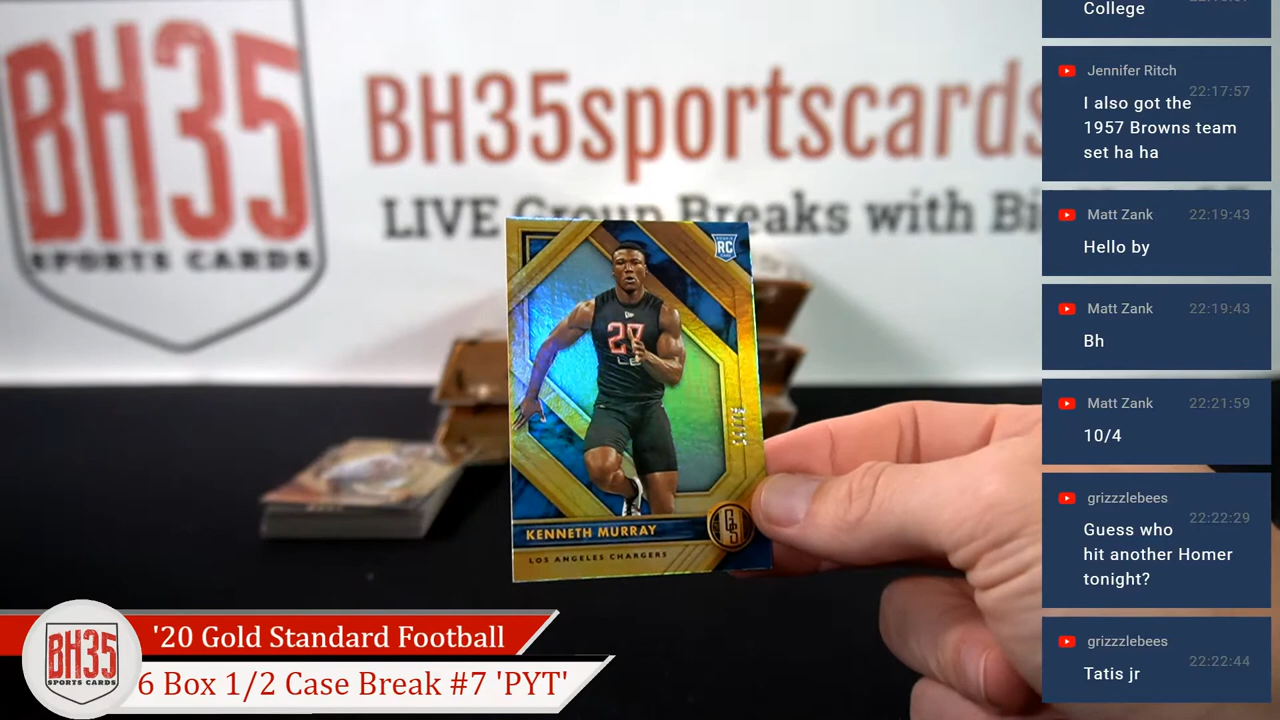 BH35
SPORTS CARDS
BH35sportscards
LIVE Group Breaks with Bi
RC
27
KENNETH MURRAY
LOS ANGELES CHARGERS
GS
'20 Gold Standard Football
6 Box 1/2 Case Break #7 'PYT'
BH35
SPORTS CARDS
College
Jennifer Ritch
22:17:57
I also got the
1957 Browns team
set ha ha
Matt Zank 22:19:43
Hello by
Matt Zank 22:19:43
Bh
Matt Zank 22:21:59
10/4
grizzzlebees
22:22:29
Guess who
hit another Homer
tonight?
grizzzlebees
22:22:44
Tatis jr